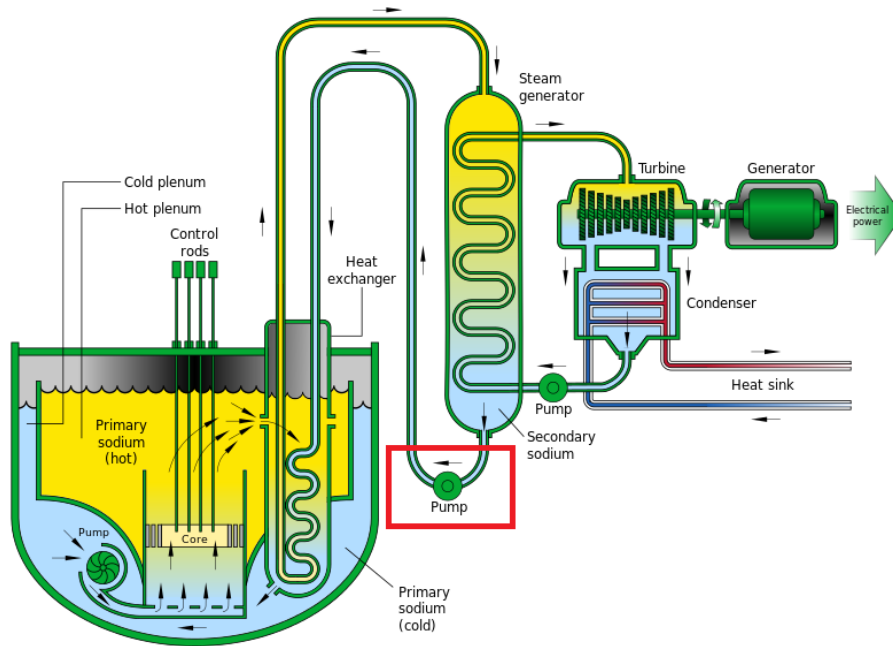 Steam
generator
Turbine
Generator
Cold plenum
Hot plenum
Electrical
power
Control
rods
Heat
exchanger
Condenser
Heat sink
Pump
Primary
sodium
(hot)
Secondary
sodium
Pump
Pump
Core
Primary
sodium
(cold)